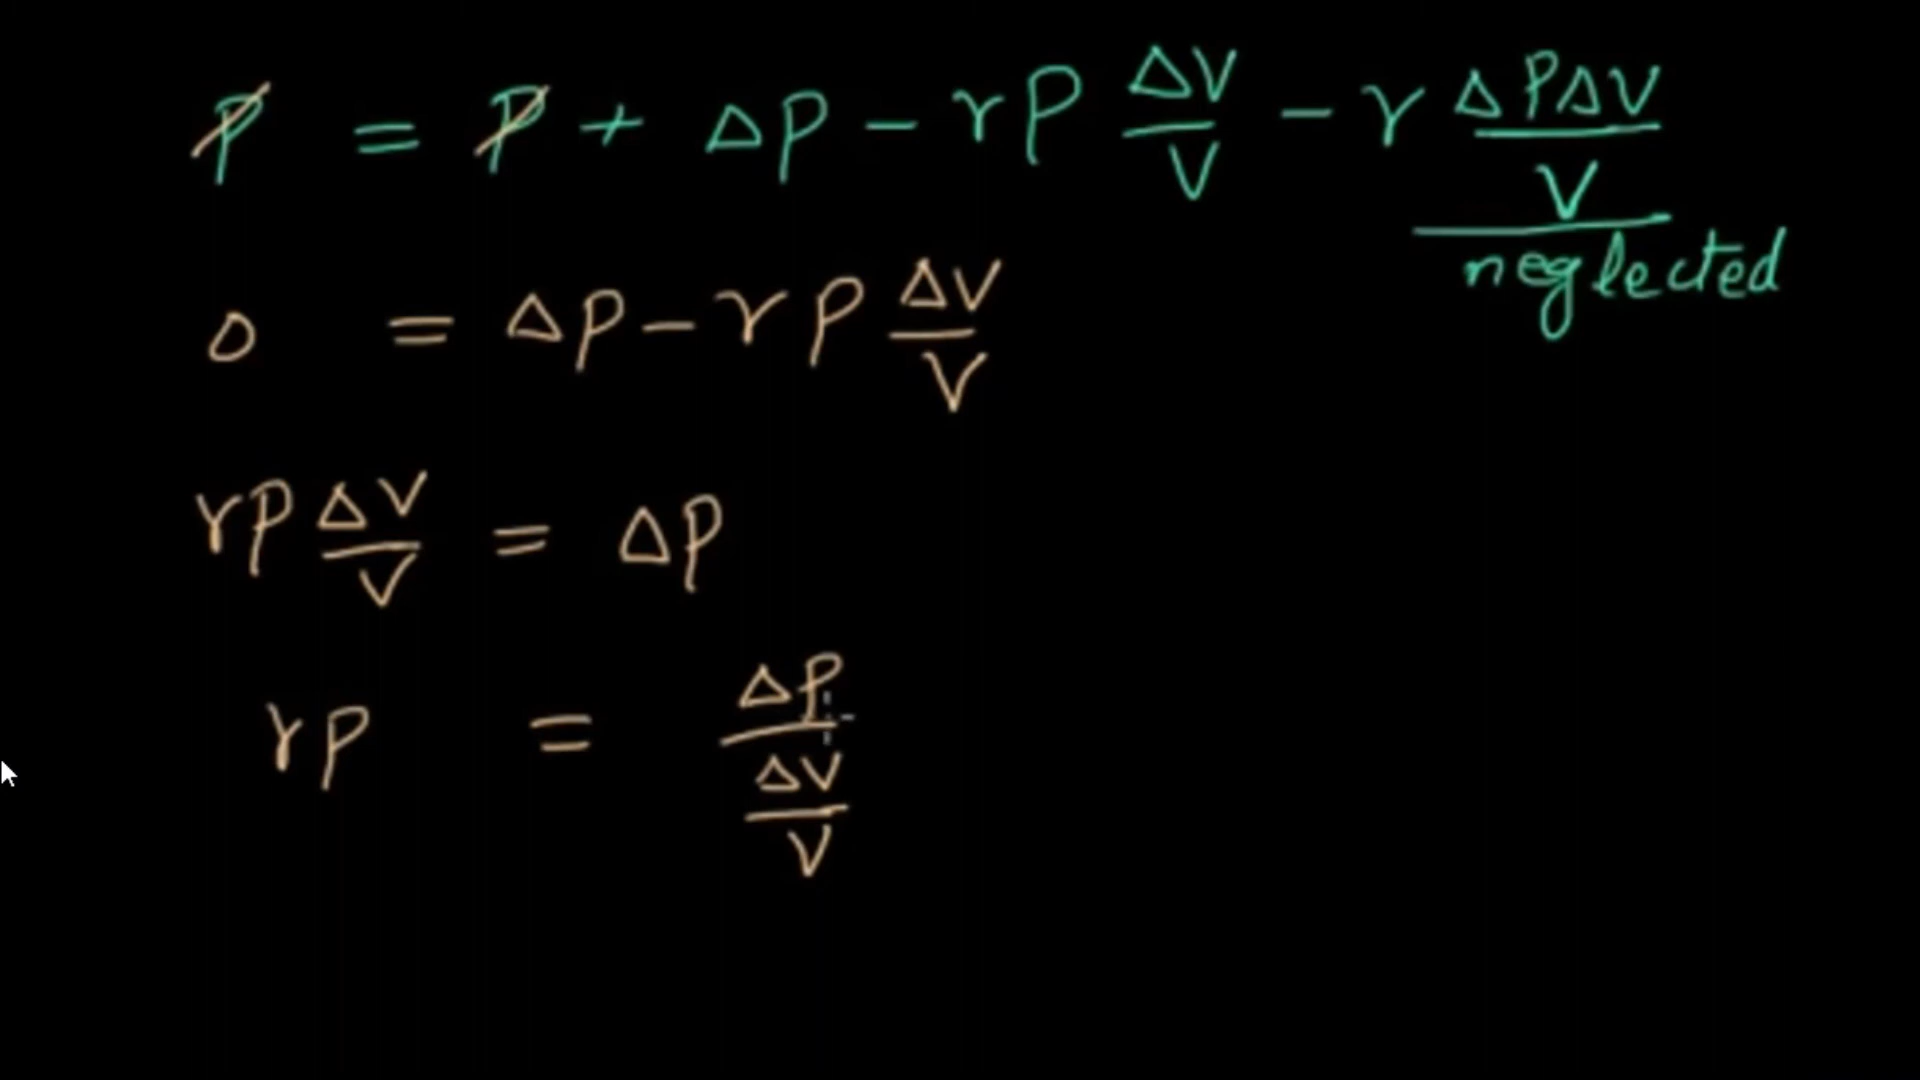 P = P + ΔP - γP ΔV/V - γ ΔPΔV/V
neglected
0 = ΔP - γP ΔV/V
γP ΔV/V = ΔP
γP = ΔP/(ΔV/V)